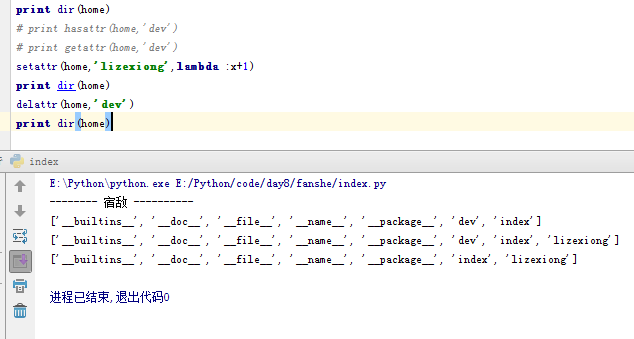 print dir(home)
# print hasattr(home,'dev')
# print getattr(home,'dev')
setattr(home,'lizexiong',lambda :x+1)
print dir(home)
delattr(home,'dev')
print dir(home)
index
E:\Python\python.exe E:/Python/code/day8/fanshe/index.py
-------- 宿敌 ----------
['__builtins__', '__doc__', '__file__', '__name__', '__package__', 'dev', 'index']
['__builtins__', '__doc__', '__file__', '__name__', '__package__', 'dev', 'index', 'lizexiong']
['__builtins__', '__doc__', '__file__', '__name__', '__package__', 'index', 'lizexiong']
进程已结束,退出代码0